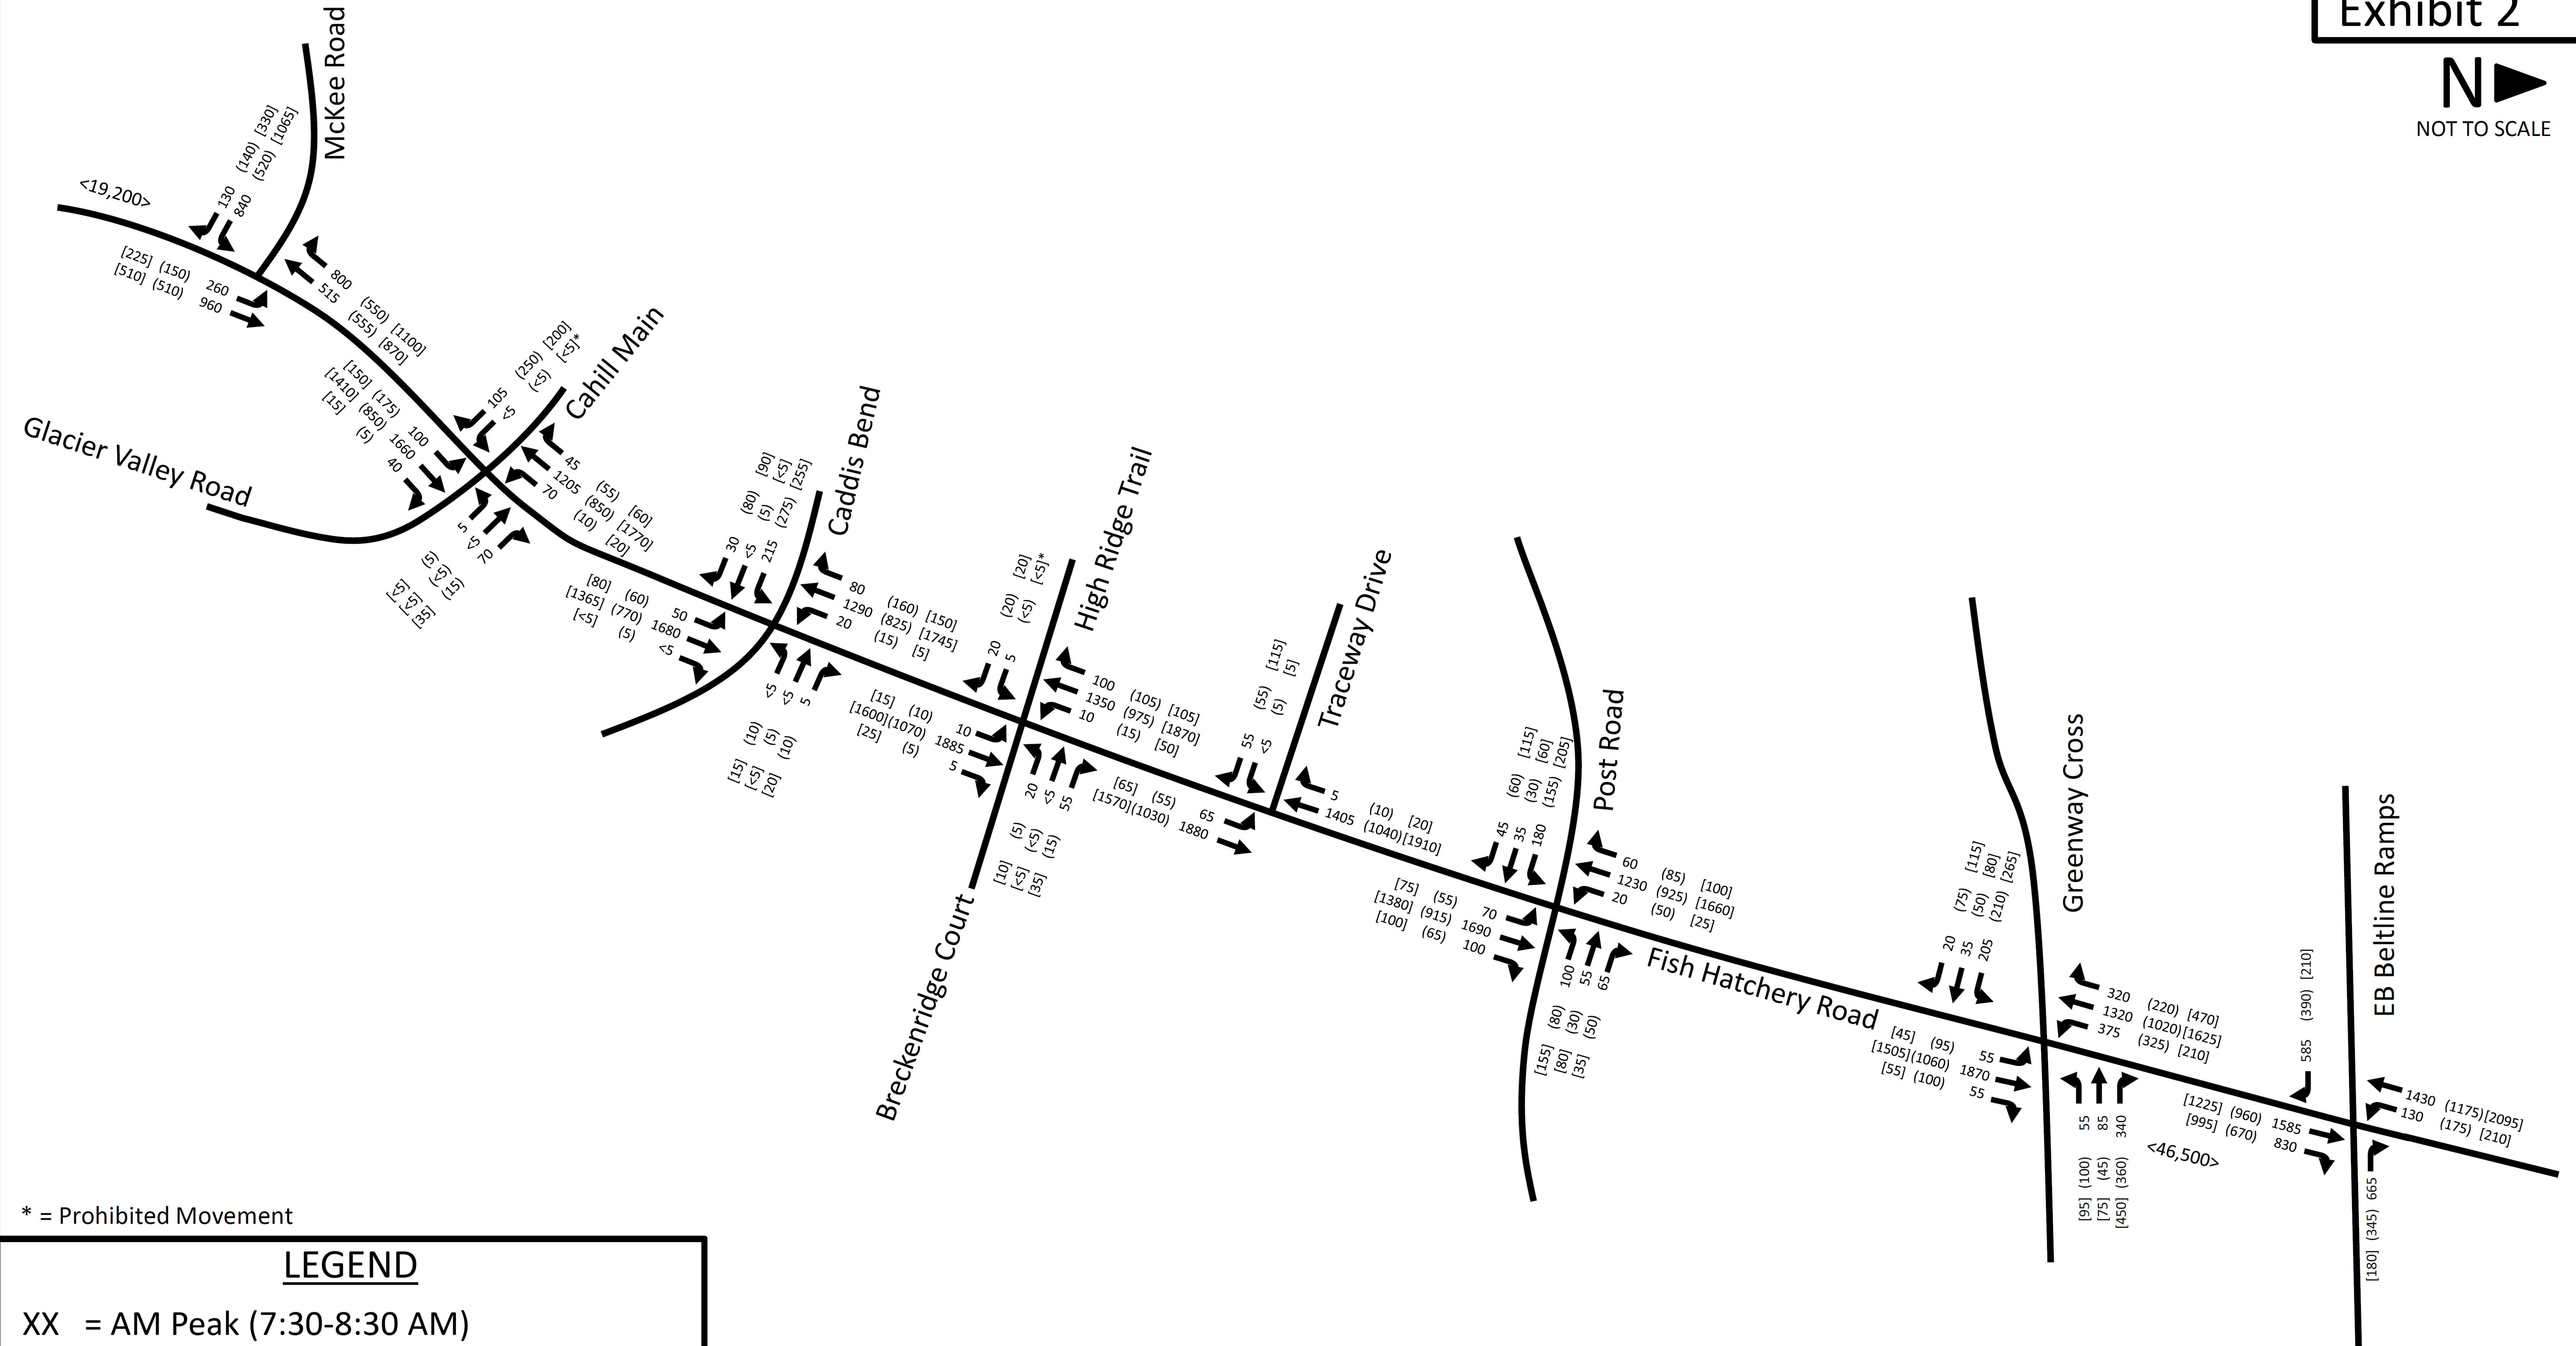 Exhibit 2
N
NOT TO SCALE
McKee Road
<19,200>
130 (140) [330]
840 (520) [1065]
[225] (150) 260
[510] (510) 960
800 (550) [1100]
515 (555) [870]
Cahill Main
105 (250) [200]
<5 (<5) [<5]*
[150] (175) 100
[1410] (850) 1660
[15] (5) 40
45 (55) [60]
1205 (850) [1770]
70 (10) [20]
Glacier Valley Road
5 (5) [<5]
<5 (<5) [<5]
70 (15) [35]
Caddis Bend
30 (80) [90]
<5 (5) [<5]
215 (275) [255]
[80] (60) 50
[1365] (770) 1680
[<5] (5) <5
80 (160) [150]
1290 (825) [1745]
20 (15) [5]
<5 (10) [15]
<5 (5) [<5]
5 (10) [20]
High Ridge Trail
20 (20) [20]
5 (<5) [<5]*
[15] (10) 10
[1600] (1070) 1885
[25] (5) 5
100 (105) [105]
1350 (975) [1870]
10 (15) [50]
20 (5) [10]
<5 (<5) [<5]
55 (15) [35]
Breckenridge Court
Traceway Drive
55 (55) [115]
<5 (5) [5]
[65] (55) 65
[1570] (1030) 1880
5 (10) [20]
1405 (1040) [1910]
Post Road
45 (60) [115]
35 (30) [60]
180 (155) [205]
[75] (55) 70
[1380] (915) 1690
[100] (65) 100
60 (85) [100]
1230 (925) [1660]
20 (50) [25]
100 (80) [155]
55 (30) [80]
65 (50) [35]
Fish Hatchery Road
Greenway Cross
20 (75) [115]
35 (50) [80]
205 (210) [265]
[45] (95) 55
[1505] (1060) 1870
[55] (100) 55
320 (220) [470]
1320 (1020) [1625]
375 (325) [210]
[95] (100) 55
[75] (45) 85
[450] (360) 340
<46,500>
EB Beltline Ramps
585 (390) [210]
[1225] (960) 1585
[995] (670) 830
1430 (1175) [2095]
130 (175) [210]
[180] (345) 665
* = Prohibited Movement
LEGEND
XX = AM Peak (7:30-8:30 AM)